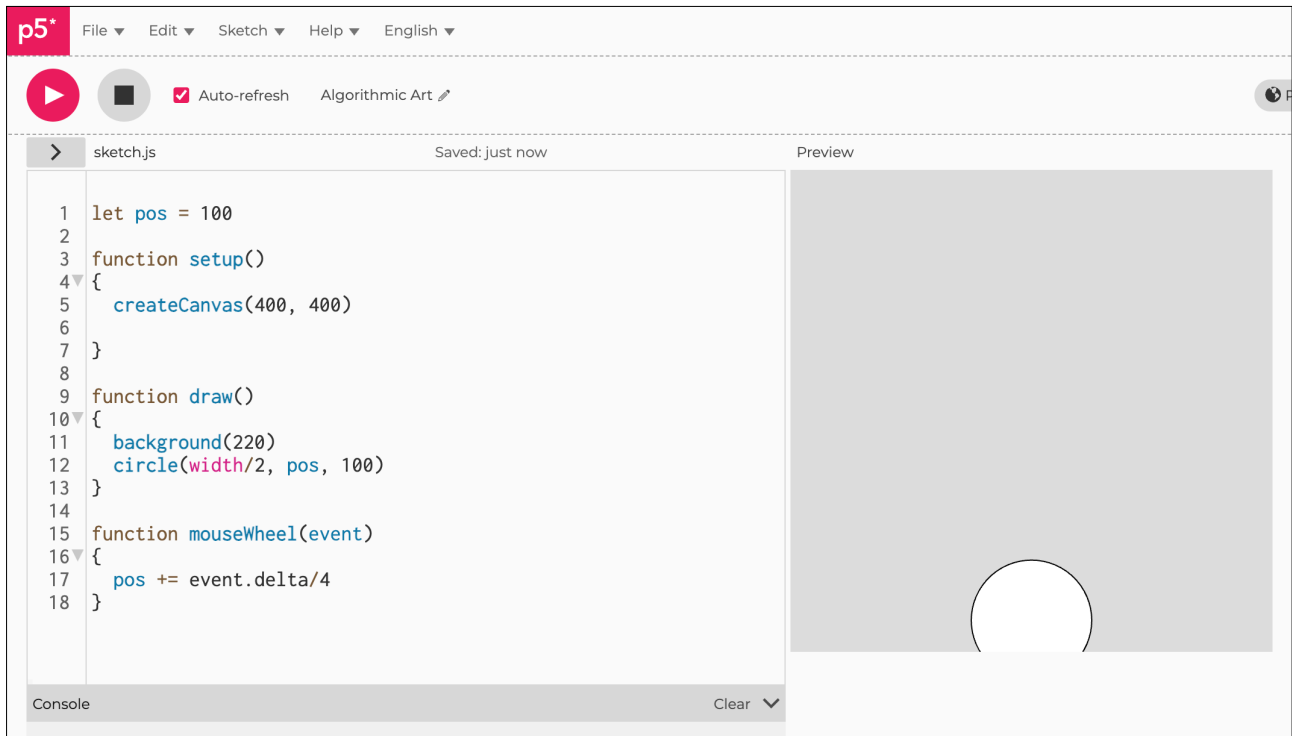 p5* File Edit Sketch Help English
Auto-refresh Algorithmic Art
sketch.js Saved: just now Preview
1 let pos = 100
2
3 function setup()
4 {
5 createCanvas(400, 400)
6
7 }
8
9 function draw()
10 {
11 background(220)
12 circle(width/2, pos, 100)
13 }
14
15 function mouseWheel(event)
16 {
17 pos += event.delta/4
18 }
Console Clear